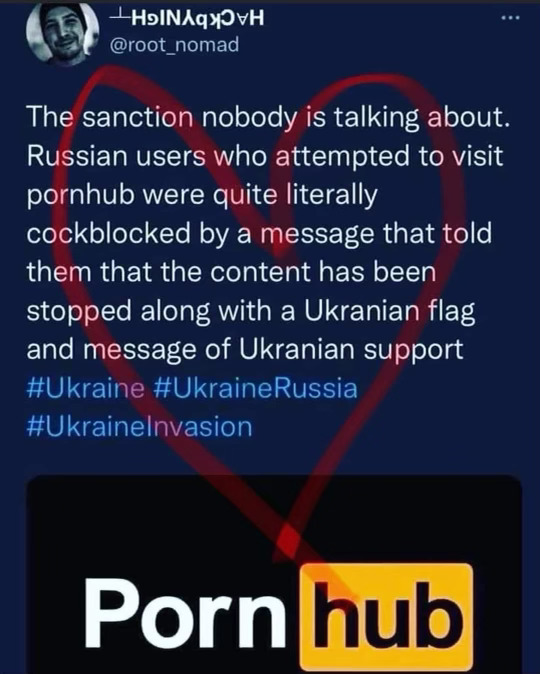 ┴HǝINʎqʞƆɐH
@root_nomad
The sanction nobody is talking about.
Russian users who attempted to visit
pornhub were quite literally
cockblocked by a message that told
them that the content has been
stopped along with a Ukranian flag
and message of Ukranian support
#Ukraine #UkraineRussia
#UkraineInvasion
Porn hub